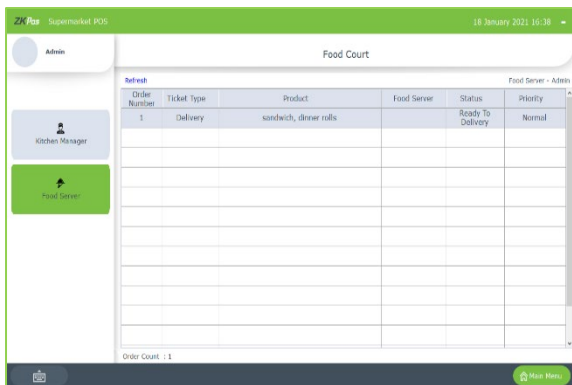 ZKPos Supermarket POS
18 January 2021 16:38
Admin
Food Court
Refresh
Food Server - Admin
Order Number Ticket Type Product Food Server Status Priority
1 Delivery sandwich, dinner rolls Ready To Delivery Normal
Kitchen Manager
Food Server
Order Count : 1
Main Menu